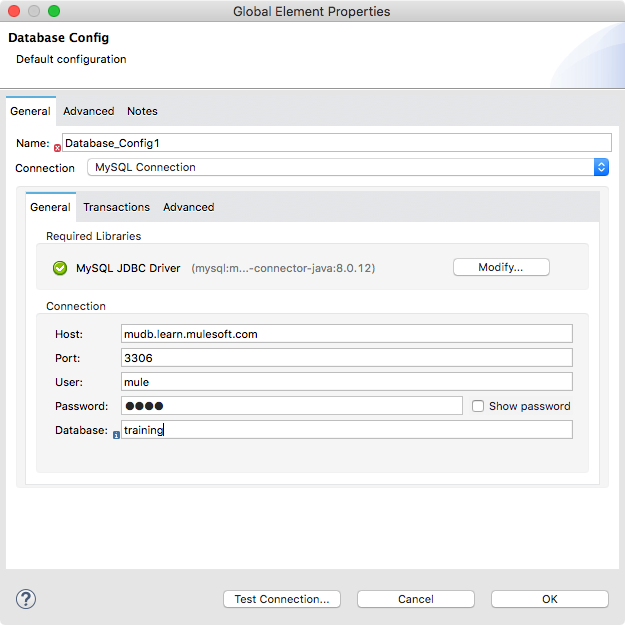 Global Element Properties
Database Config
Default configuration
General Advanced Notes
Name: Database_Config1
Connection MySQL Connection
General Transactions Advanced
Required Libraries
MySQL JDBC Driver (mysql:m...-connector-java:8.0.12) Modify...
Connection
Host: mudb.learn.mulesoft.com
Port: 3306
User: mule
Password: ●●●● Show password
Database: training
? Test Connection... Cancel OK